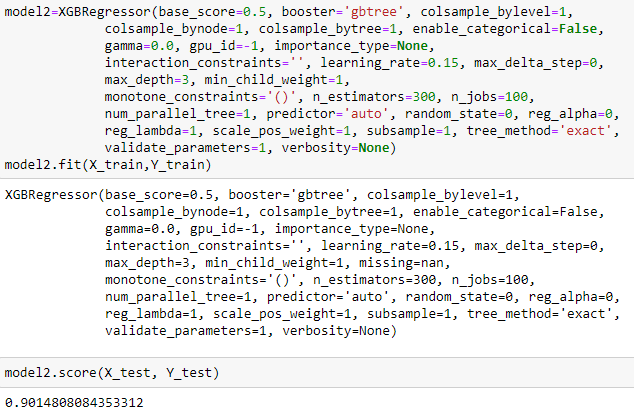 model2=XGBRegressor(base_score=0.5, booster='gbtree', colsample_bylevel=1,
colsample_bynode=1, colsample_bytree=1, enable_categorical=False,
gamma=0.0, gpu_id=-1, importance_type=None,
interaction_constraints='', learning_rate=0.15, max_delta_step=0,
max_depth=3, min_child_weight=1,
monotone_constraints='()', n_estimators=300, n_jobs=100,
num_parallel_tree=1, predictor='auto', random_state=0, reg_alpha=0,
reg_lambda=1, scale_pos_weight=1, subsample=1, tree_method='exact',
validate_parameters=1, verbosity=None)
model2.fit(X_train,Y_train)
XGBRegressor(base_score=0.5, booster='gbtree', colsample_bylevel=1,
colsample_bynode=1, colsample_bytree=1, enable_categorical=False,
gamma=0.0, gpu_id=-1, importance_type=None,
interaction_constraints='', learning_rate=0.15, max_delta_step=0,
max_depth=3, min_child_weight=1, missing=nan,
monotone_constraints='()', n_estimators=300, n_jobs=100,
num_parallel_tree=1, predictor='auto', random_state=0, reg_alpha=0,
reg_lambda=1, scale_pos_weight=1, subsample=1, tree_method='exact',
validate_parameters=1, verbosity=None)
model2.score(X_test, Y_test)
0.9014808084353312